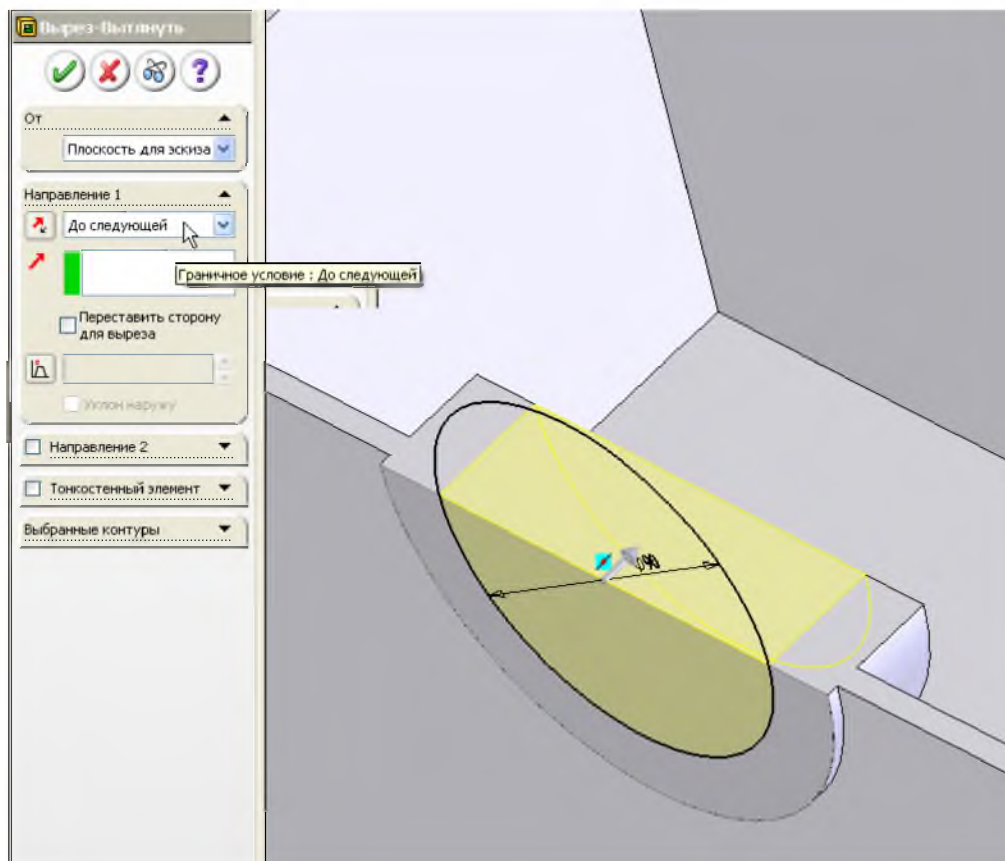 Вырез-Вытянуть
?
От
Плоскость для эскиза
Направление 1
До следующей
Граничное условие : До следующей
Переставить сторону
для выреза
Уклон наружу
Направление 2
Тонкостенный элемент
Выбранные контуры